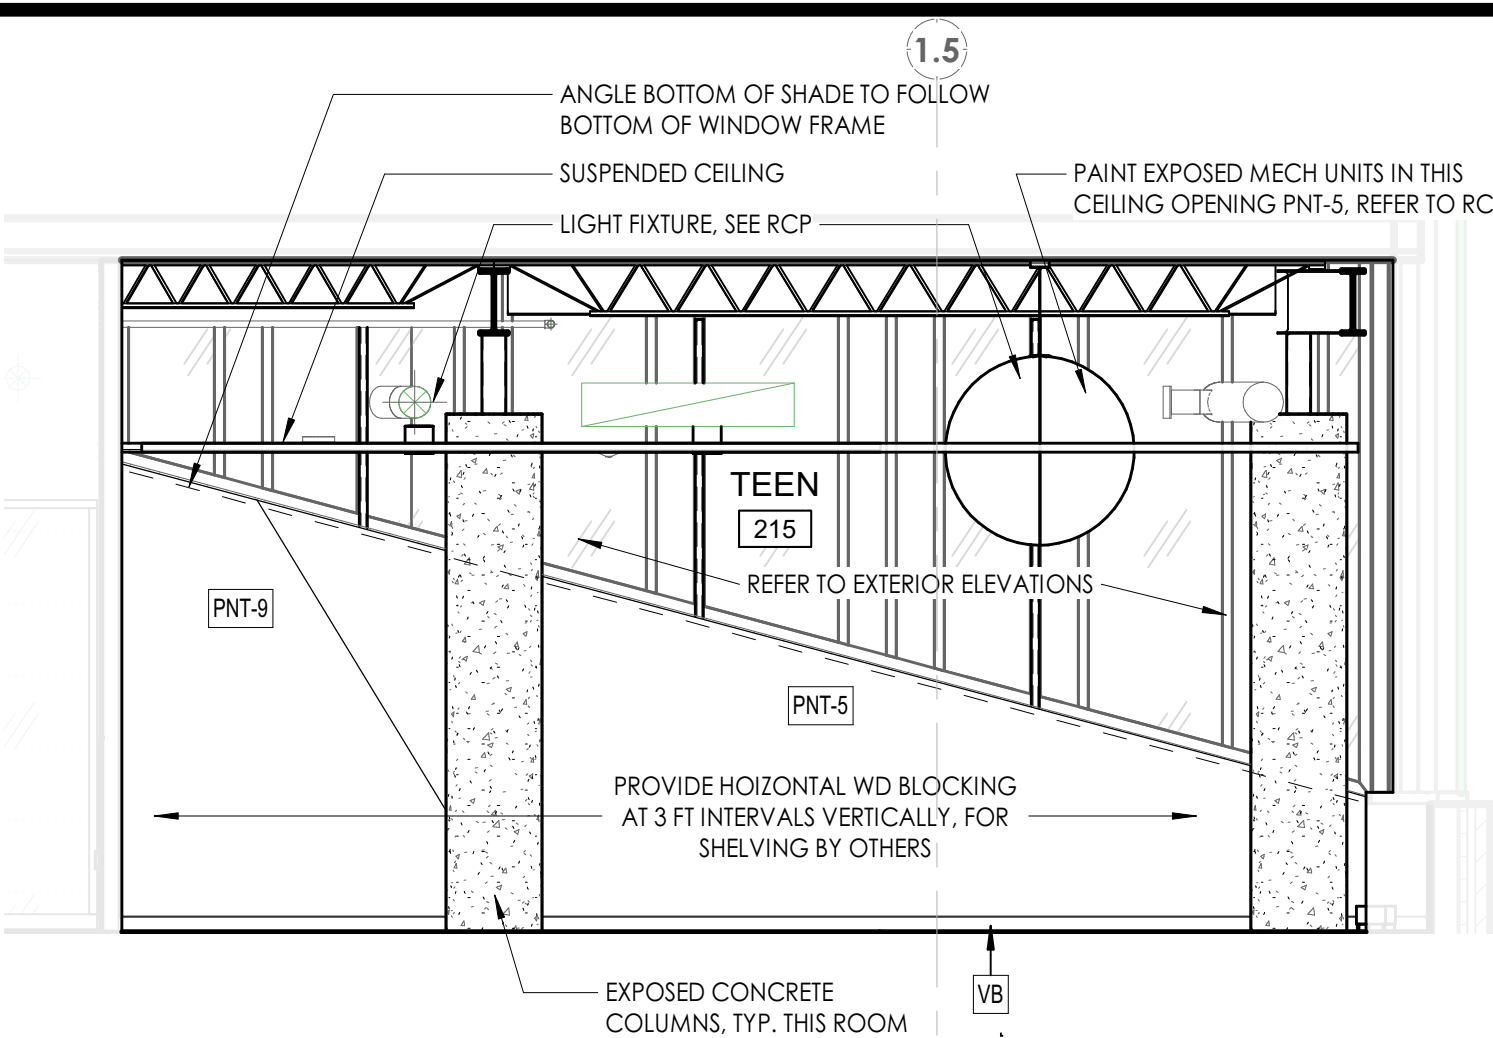 1.5
ANGLE BOTTOM OF SHADE TO FOLLOW
BOTTOM OF WINDOW FRAME
SUSPENDED CEILING
PAINT EXPOSED MECH UNITS IN THIS
CEILING OPENING PNT-5, REFER TO RC
LIGHT FIXTURE, SEE RCP
TEEN
215
REFER TO EXTERIOR ELEVATIONS
PNT-9
PNT-5
PROVIDE HOIZONTAL WD BLOCKING
AT 3 FT INTERVALS VERTICALLY, FOR
SHELVING BY OTHERS
EXPOSED CONCRETE
COLUMNS, TYP. THIS ROOM
VB